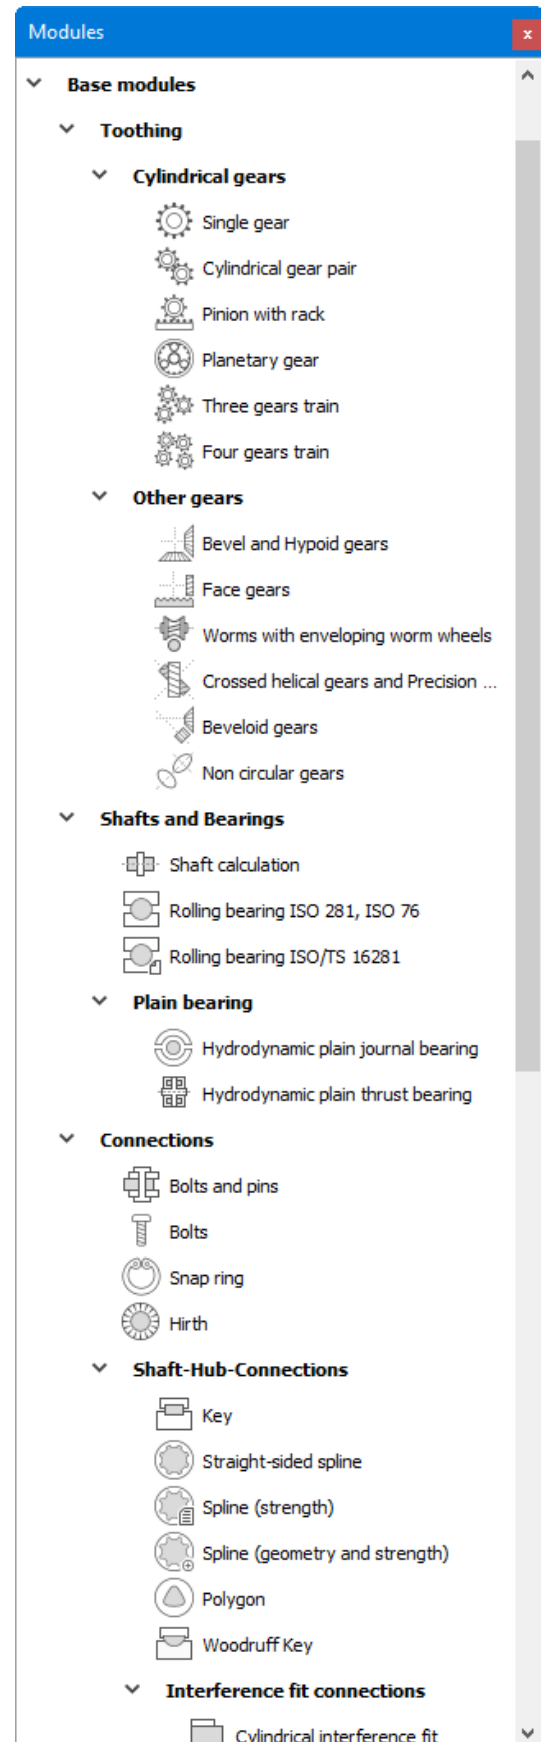 Modules
x
Base modules
Toothing
Cylindrical gears
Single gear
Cylindrical gear pair
Pinion with rack
Planetary gear
Three gears train
Four gears train
Other gears
Bevel and Hypoid gears
Face gears
Worms with enveloping worm wheels
Crossed helical gears and Precision ...
Beveloid gears
Non circular gears
Shafts and Bearings
Shaft calculation
Rolling bearing ISO 281, ISO 76
Rolling bearing ISO/TS 16281
Plain bearing
Hydrodynamic plain journal bearing
Hydrodynamic plain thrust bearing
Connections
Bolts and pins
Bolts
Snap ring
Hirth
Shaft-Hub-Connections
Key
Straight-sided spline
Spline (strength)
Spline (geometry and strength)
Polygon
Woodruff Key
Interference fit connections
Cylindrical interference fit